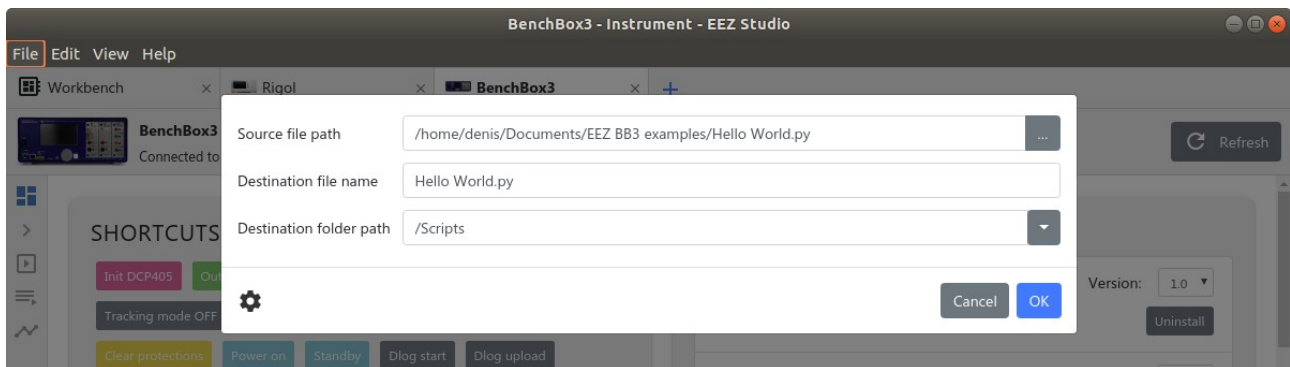 BenchBox3 - Instrument - EEZ Studio
File Edit View Help
Workbench × Rigol × BenchBox3 × +
BenchBox3
Connected to
Refresh
Source file path /home/denis/Documents/EEZ BB3 examples/Hello World.py ...
Destination file name Hello World.py
Destination folder path /Scripts
SHORTCUTS
Init DCP405 Out
Tracking mode OFF
Clear protections Power on Standby Dlog start Dlog upload
Cancel OK
Version: 1.0
Uninstall